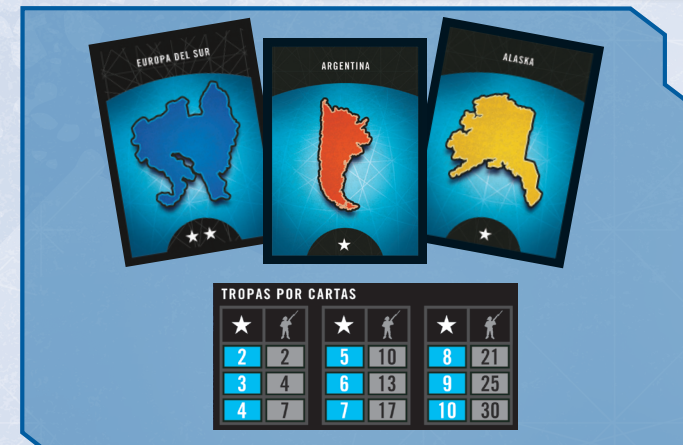 EUROPA DEL SUR
ARGENTINA
ALASKA
TROPAS POR CARTAS
2 2 5 10 8 21
3 4 6 13 9 25
4 7 7 17 10 30